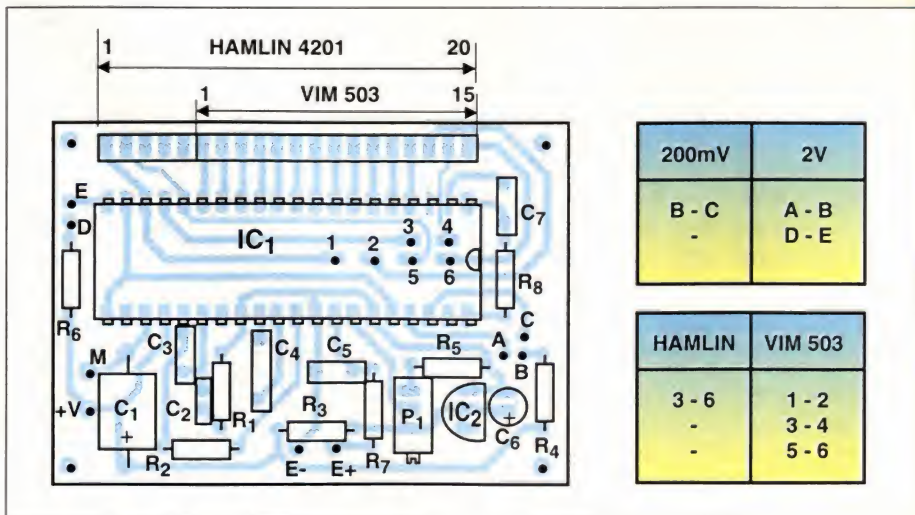 1 HAMLIN 4201 20
1 VIM 503 15
E
D
IC1
1 2 3 4
5 6
C7
R8
R6
C3
C4
C5
R5
A
C
B
M
+V
C1
+
C2
R1
R3
P1
IC2
C6
+
R4
R2
E- E+
R7
200mV 2V
B - C A - B
- D - E
HAMLIN VIM 503
3 - 6 1 - 2
- 3 - 4
- 5 - 6